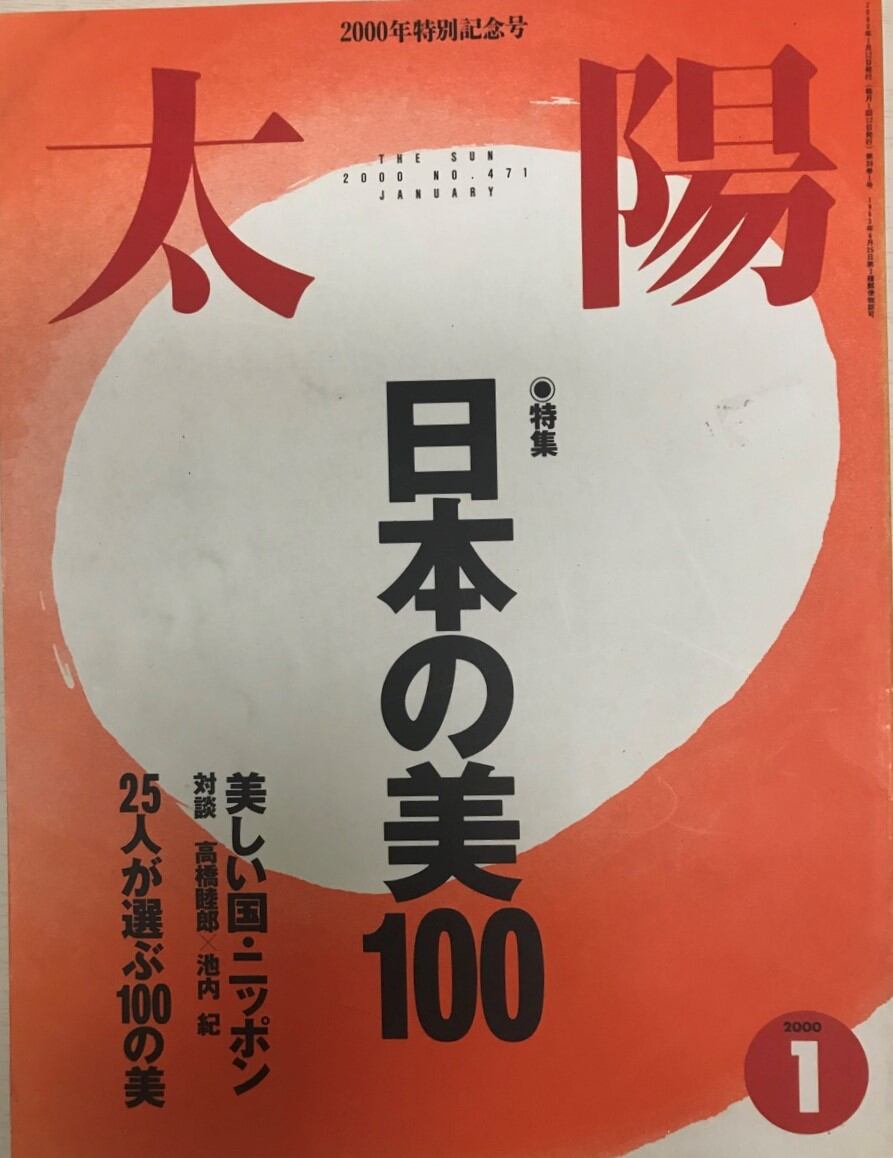 2000年特別記念号
太陽
THE SUN
2000 NO.471
JANUARY
◉特集
日本の美100
美しい国・ニッポン
対談 高橋睦郎×池内 紀
25人が選ぶ100の美
2000
1